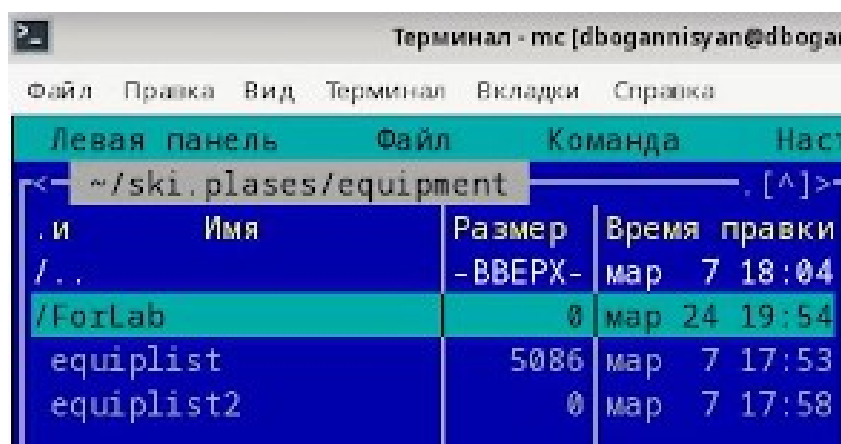 Терминал - mc [dbogannisyan@dbogan
Файл Правка Вид Терминал Вкладки Справка
Левая панель Файл Команда Наст
<- ~/ski.plases/equipment .[^]>
.и Имя Размер Время правки
/.. -ВВЕРХ- мар 7 18:04
/ForLab 0 мар 24 19:54
equiplist 5086 мар 7 17:53
equiplist2 0 мар 7 17:58